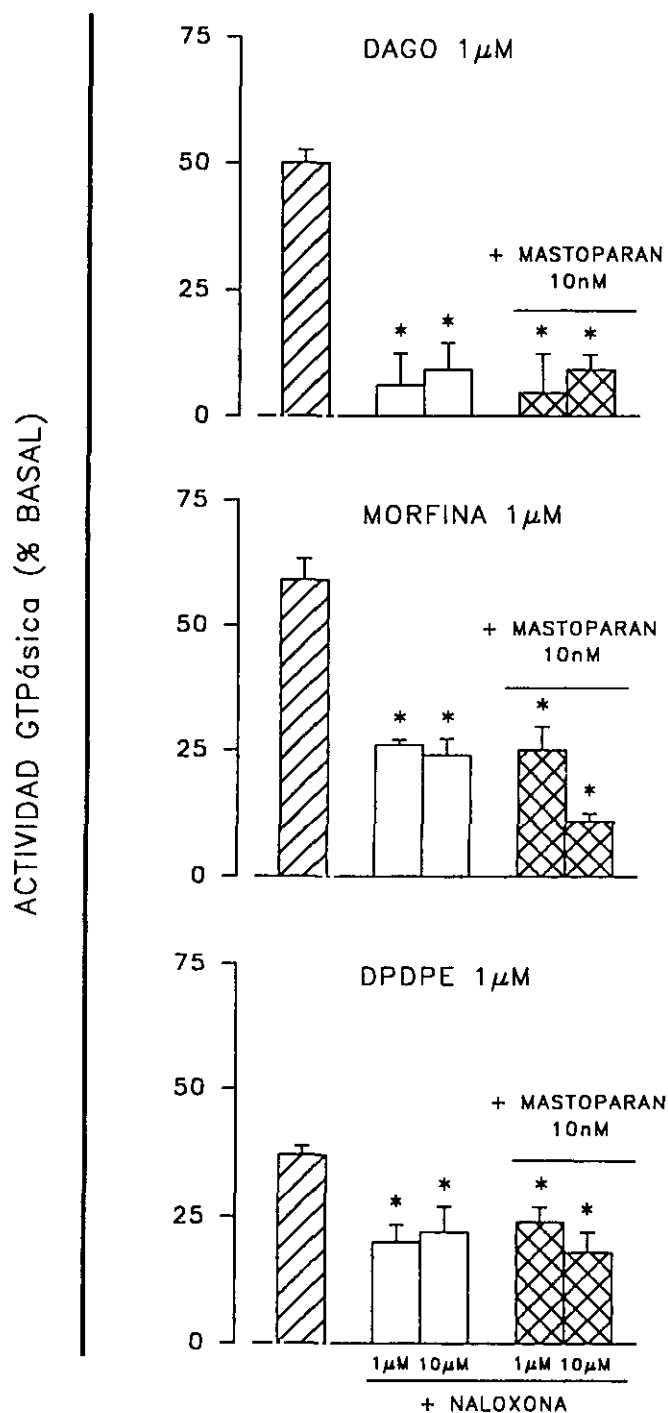 ACTIVIDAD GTPásica (% BASAL)
DAGO 1μM
75
50
25
0
+ MASTOPARAN
10nM
* *
* *
MORFINA 1μM
75
50
25
0
+ MASTOPARAN
10nM
* *
*
*
DPDPE 1μM
75
50
25
0
+ MASTOPARAN
10nM
* *
* *
1μM 10μM 1μM 10μM
+ NALOXONA